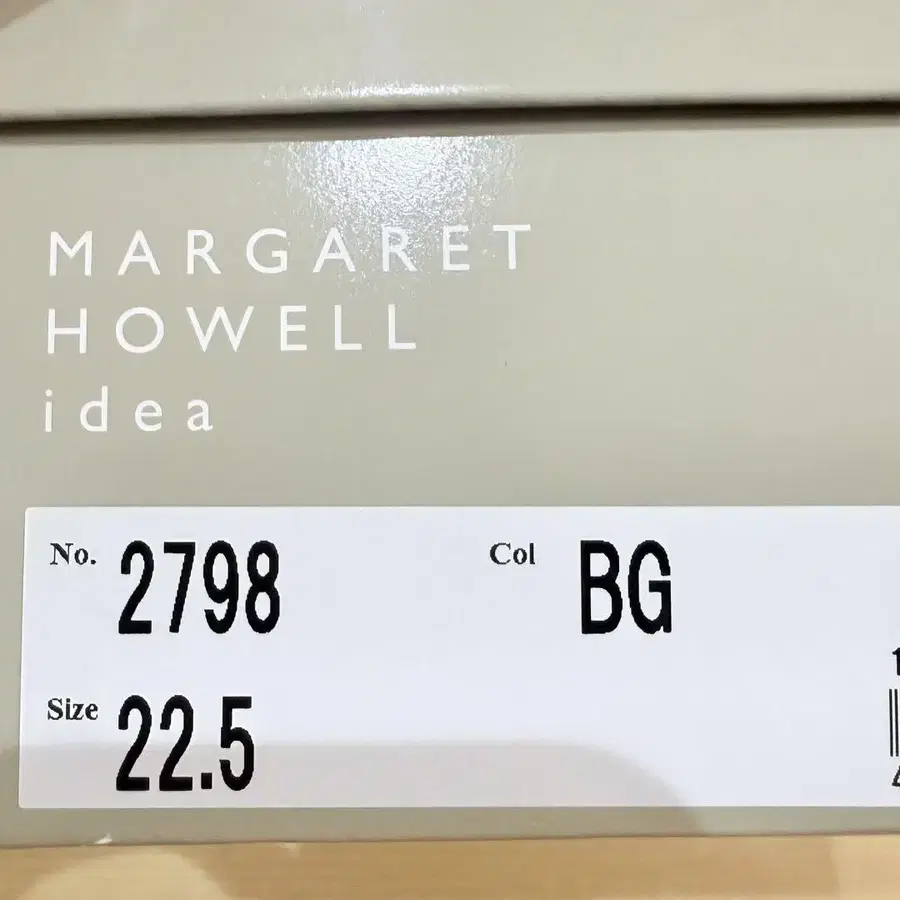 MARGARET
HOWELL
idea
No. 2798 Col BG
Size 22.5